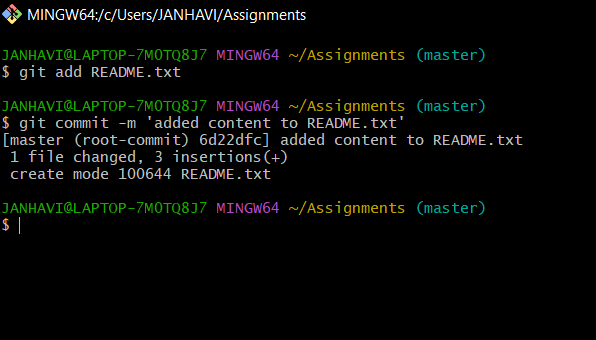 MINGW64:/c/Users/JANHAVI/Assignments
JANHAVI@LAPTOP-7M0TQ8J7 MINGW64 ~/Assignments (master)
$ git add README.txt
JANHAVI@LAPTOP-7M0TQ8J7 MINGW64 ~/Assignments (master)
$ git commit -m 'added content to README.txt'
[master (root-commit) 6d22dfc] added content to README.txt
 1 file changed, 3 insertions(+)
 create mode 100644 README.txt
JANHAVI@LAPTOP-7M0TQ8J7 MINGW64 ~/Assignments (master)
$